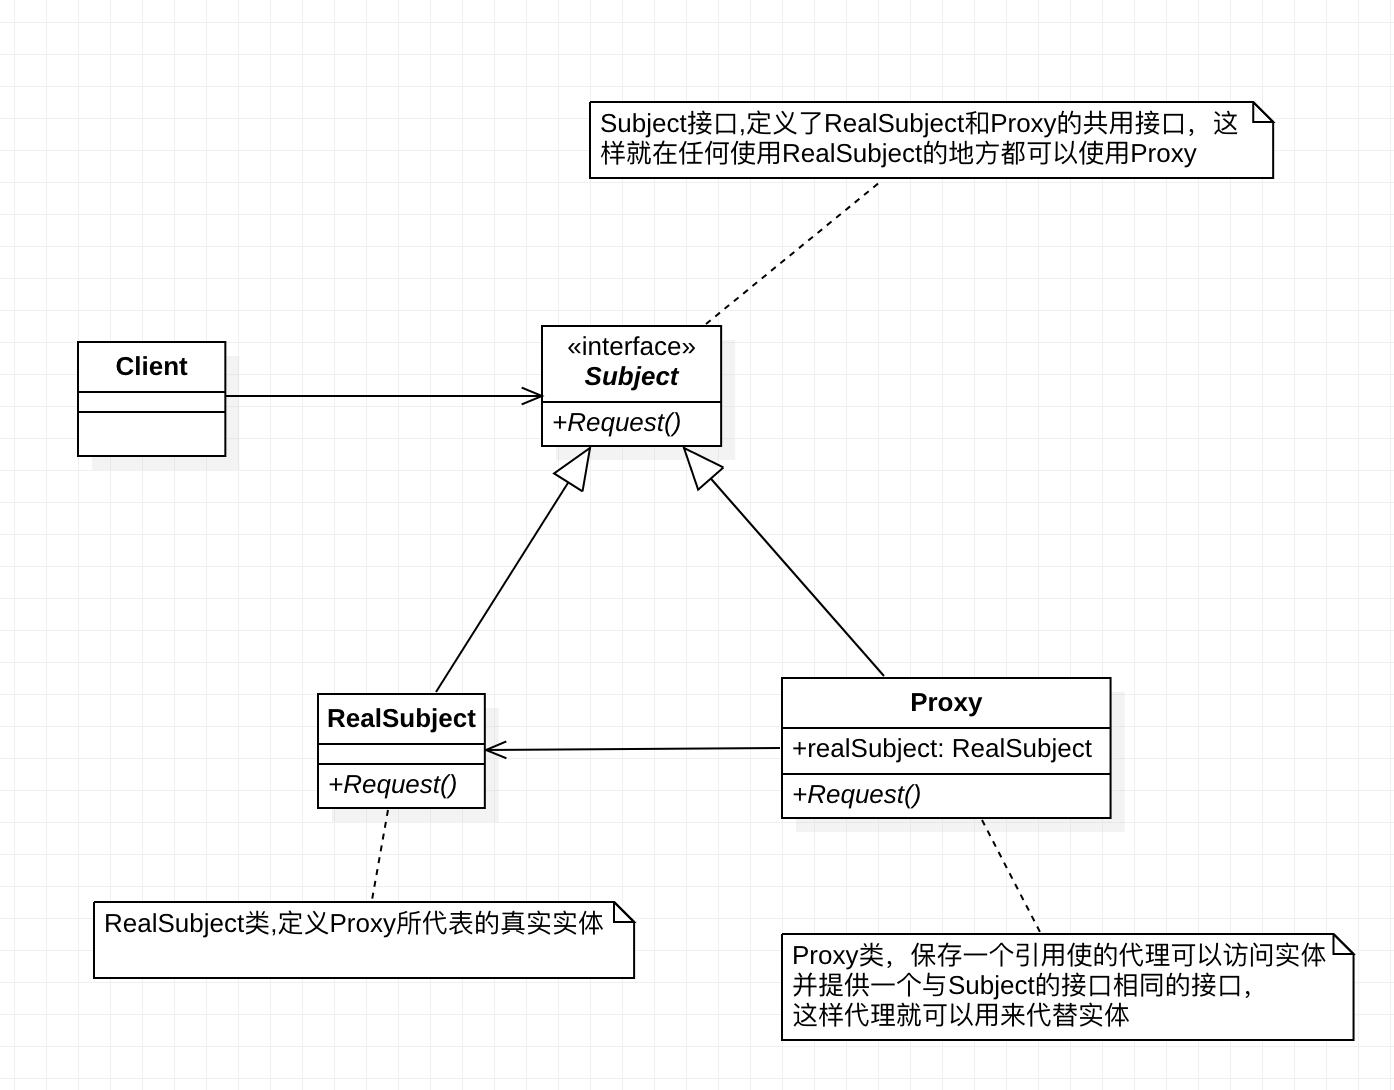 Subject接口,定义了RealSubject和Proxy的共用接口，这
样就在任何使用RealSubject的地方都可以使用Proxy
Client
«interface»
Subject
+Request()
RealSubject
+Request()
Proxy
+realSubject: RealSubject
+Request()
RealSubject类,定义Proxy所代表的真实实体
Proxy类，保存一个引用使的代理可以访问实体
并提供一个与Subject的接口相同的接口，
这样代理就可以用来代替实体